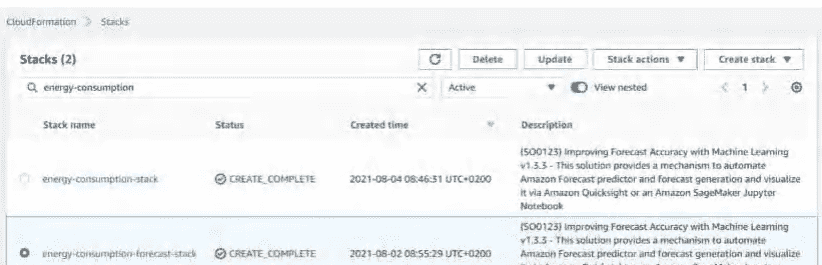 CloudFormation > Stacks
Stacks (2)
Delete
Update
Stack actions
Create stack
energy-consumption
Active
View nested
1
Stack name
Status
Created time
Description
energy-consumption-stack
CREATE_COMPLETE
2021-08-04 08:46:31 UTC+0200
(SO0123) Improving Forecast Accuracy with Machine Learning
v1.3.3 - This solution provides a mechanism to automate
Amazon Forecast predictor and forecast generation and visualize
it via Amazon Quicksight or an Amazon SageMaker Jupyter
Notebook
energy-consumption-forecast-stack
CREATE_COMPLETE
2021-08-02 08:55:29 UTC+0200
(SO0123) Improving Forecast Accuracy with Machine Learning
v1.3.3 - This solution provides a mechanism to automate
Amazon Forecast predictor and forecast generation and visualize